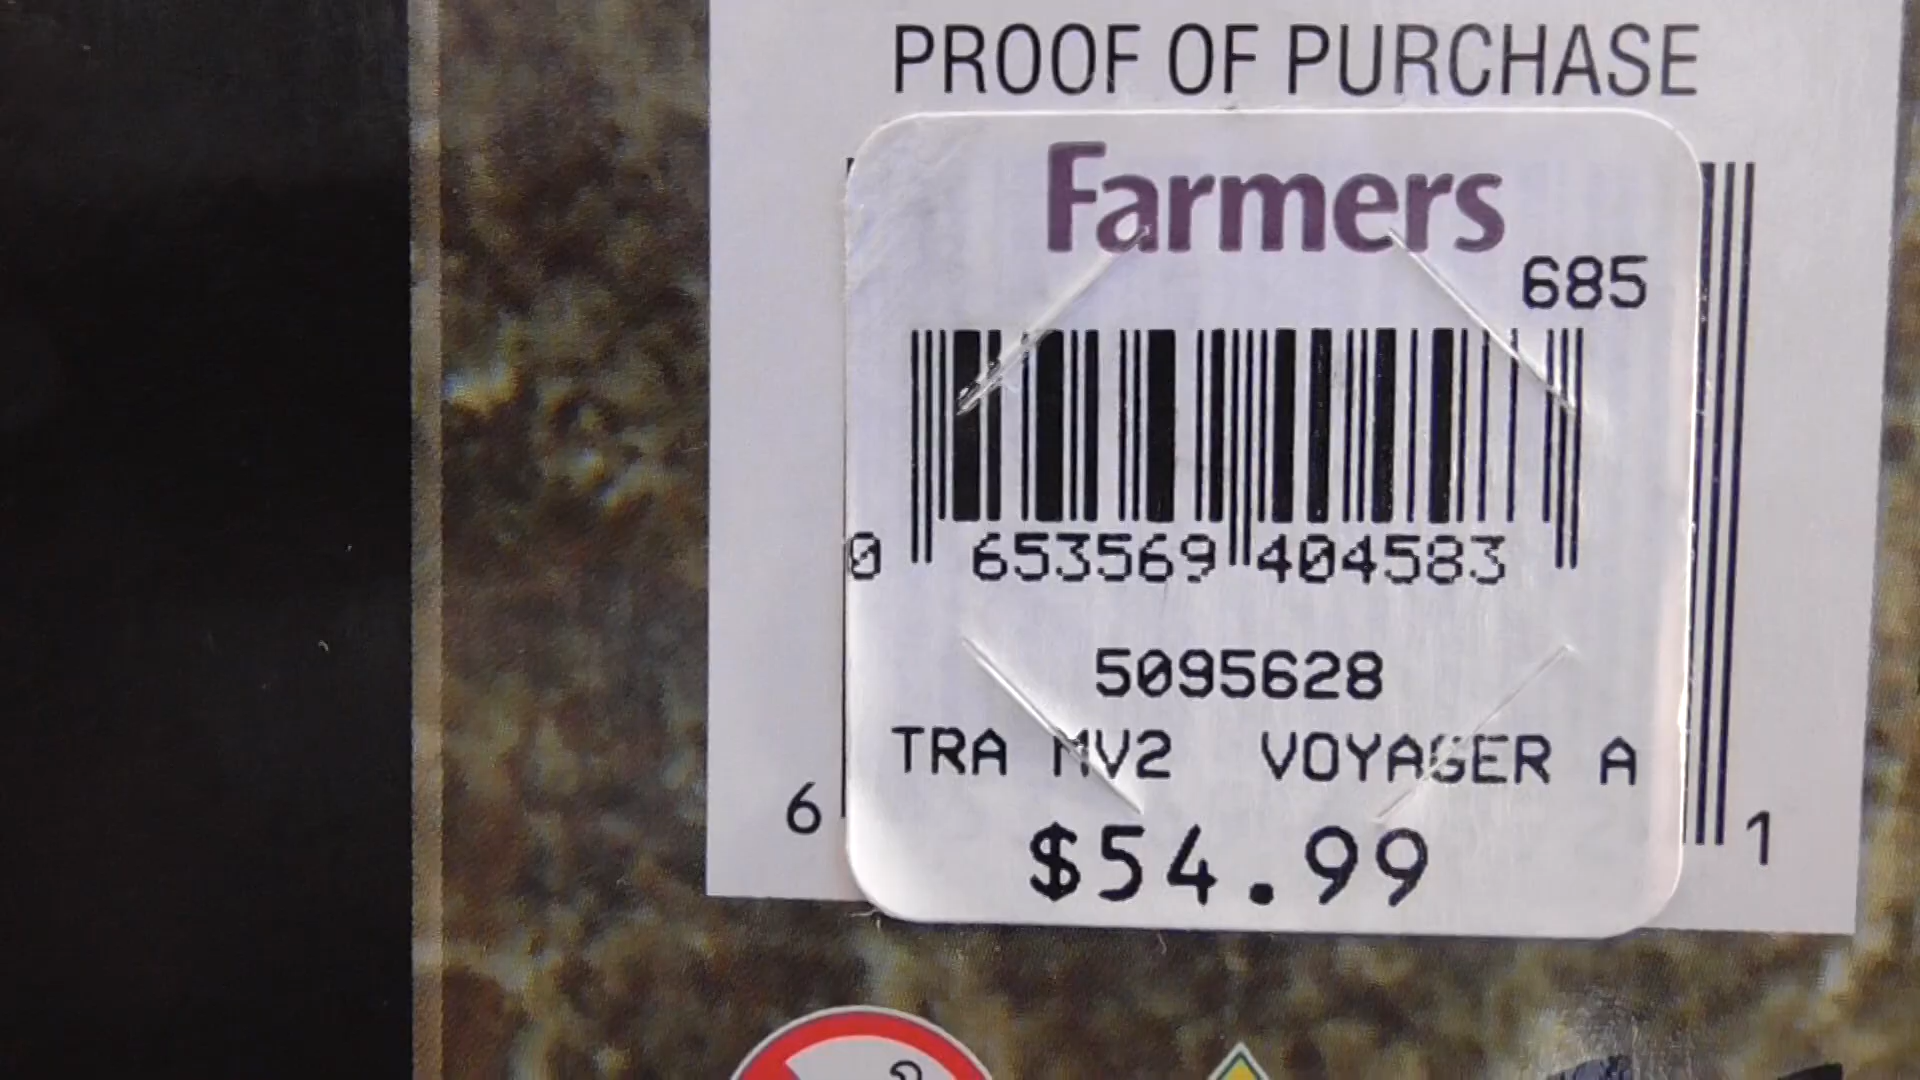 PROOF OF PURCHASE
Farmers
685
0 653569 404583
5095628
TRA MV2 VOYAGER A
6 1
$54.99